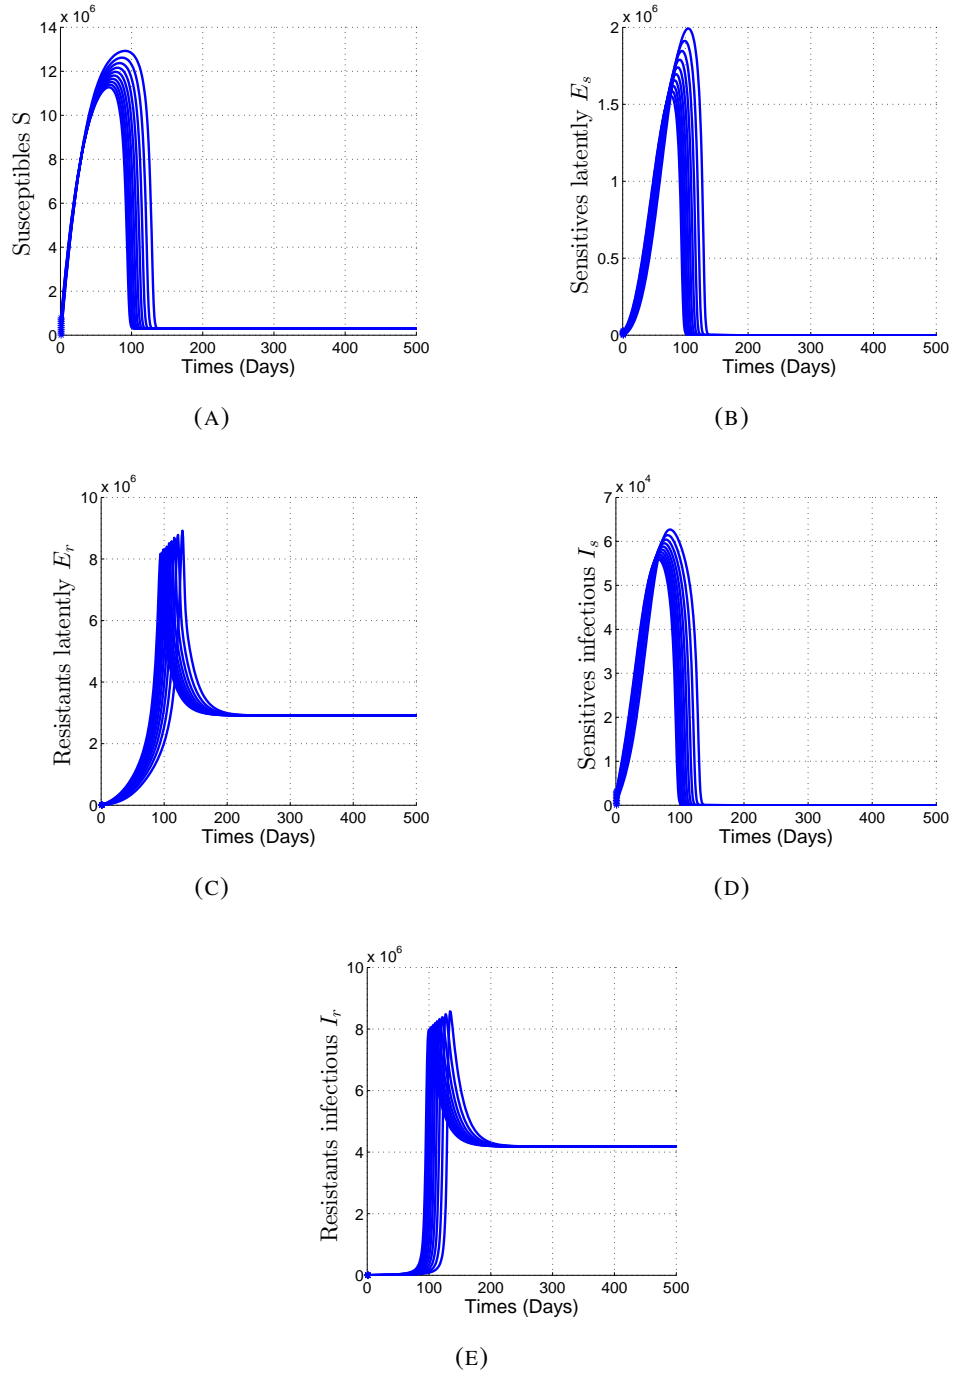 x 10^6
14
12
10
8
6
4
2
0
Susceptibles S
0 100 200 300 400 500
Times (Days)
(A)
x 10^6
2
1.5
1
0.5
0
Sensitives latently E_s
0 100 200 300 400 500
Times (Days)
(B)
x 10^6
10
8
6
4
2
0
Resistants latently E_r
0 100 200 300 400 500
Times (Days)
(C)
x 10^4
7
6
5
4
3
2
1
0
Sensitives infectious I_s
0 100 200 300 400 500
Times (Days)
(D)
x 10^6
10
8
6
4
2
0
Resistants infectious I_r
0 100 200 300 400 500
Times (Days)
(E)